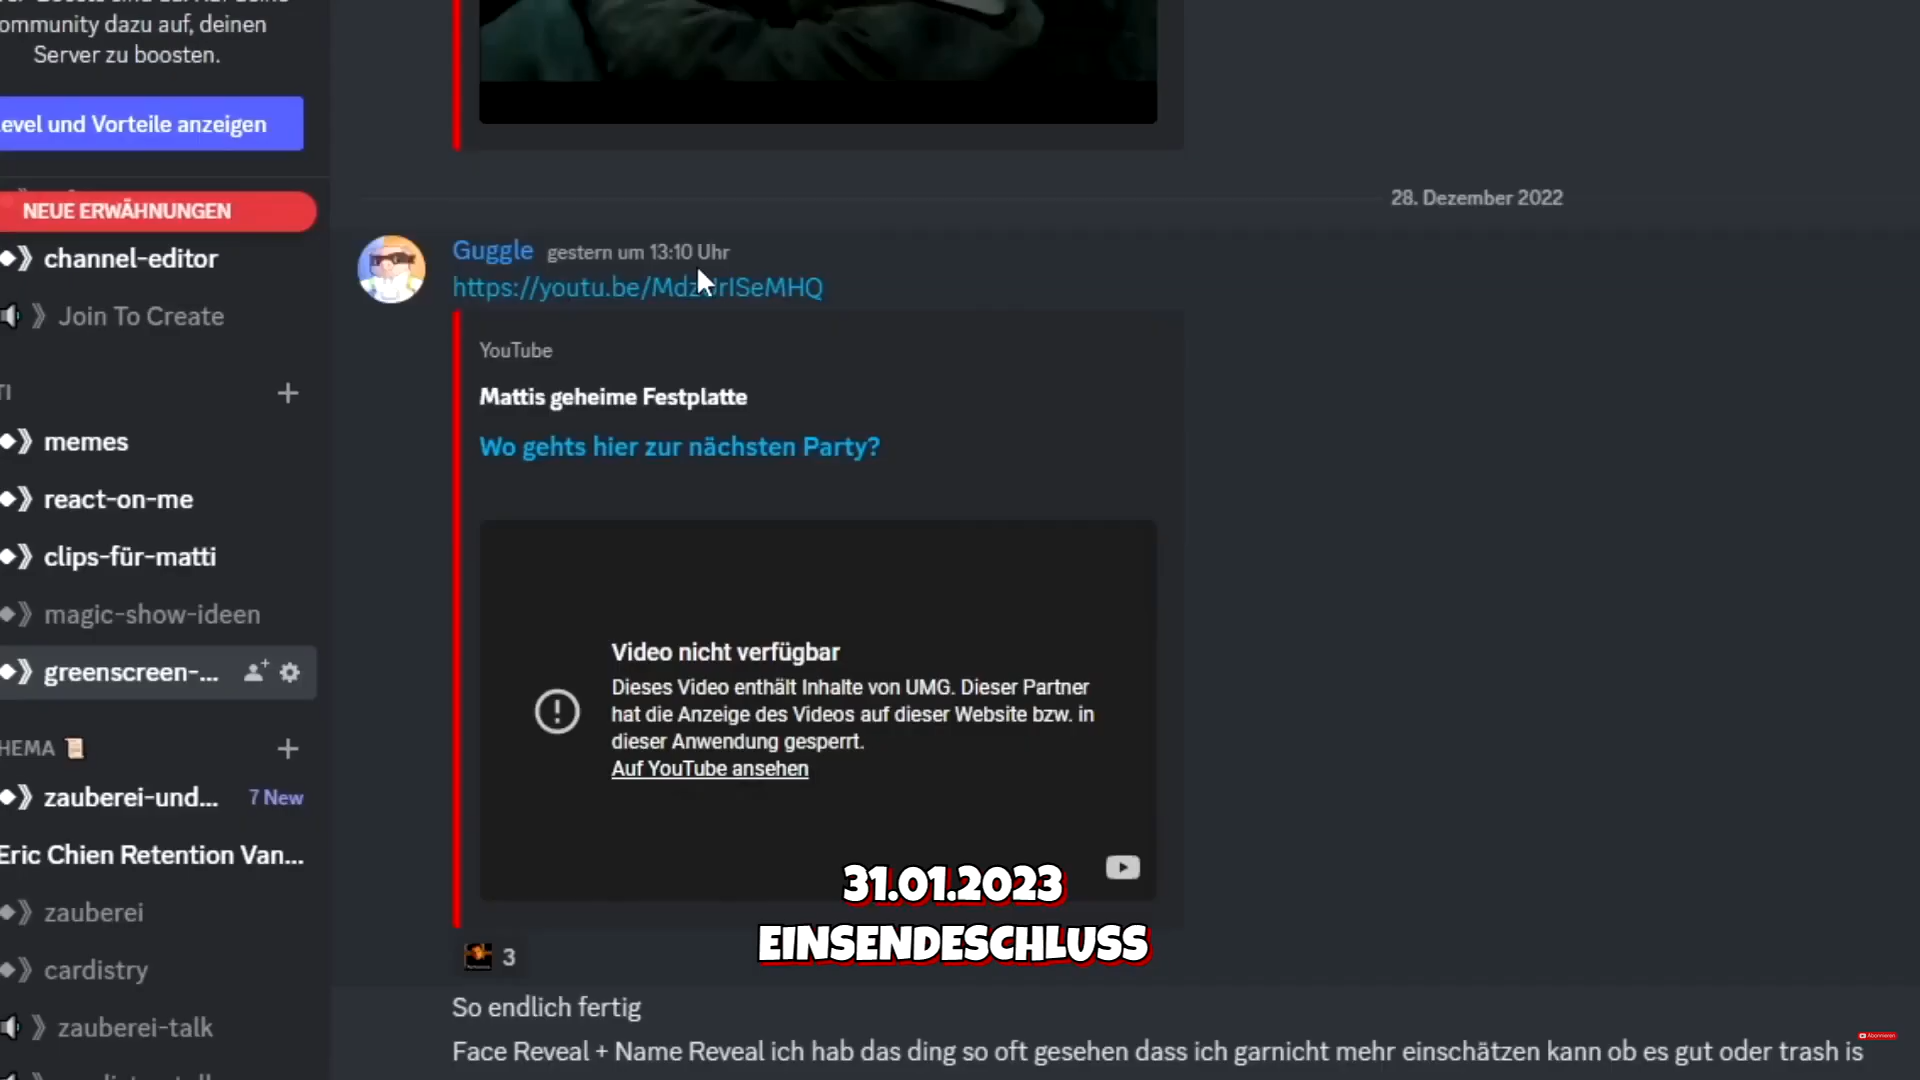 ommunity dazu auf, deinen
Server zu boosten.
evel und Vorteile anzeigen
NEUE ERWÄHNUNGEN
channel-editor
Join To Create
TI
memes
react-on-me
clips-für-matti
magic-show-ideen
greenscreen-...
HEMA
zauberei-und... 7 New
Eric Chien Retention Van...
zauberei
cardistry
zauberei-talk
28. Dezember 2022
Guggle gestern um 13:10 Uhr
YouTube
Mattis geheime Festplatte
Wo gehts hier zur nächsten Party?
Video nicht verfügbar
Dieses Video enthält Inhalte von UMG. Dieser Partner
hat die Anzeige des Videos auf dieser Website bzw. in
dieser Anwendung gesperrt.
Auf YouTube ansehen
31.01.2023
EINSENDESCHLUSS
3
So endlich fertig
Face Reveal + Name Reveal ich hab das ding so oft gesehen dass ich garnicht mehr einschätzen kann ob es gut oder trash is
Abonnieren